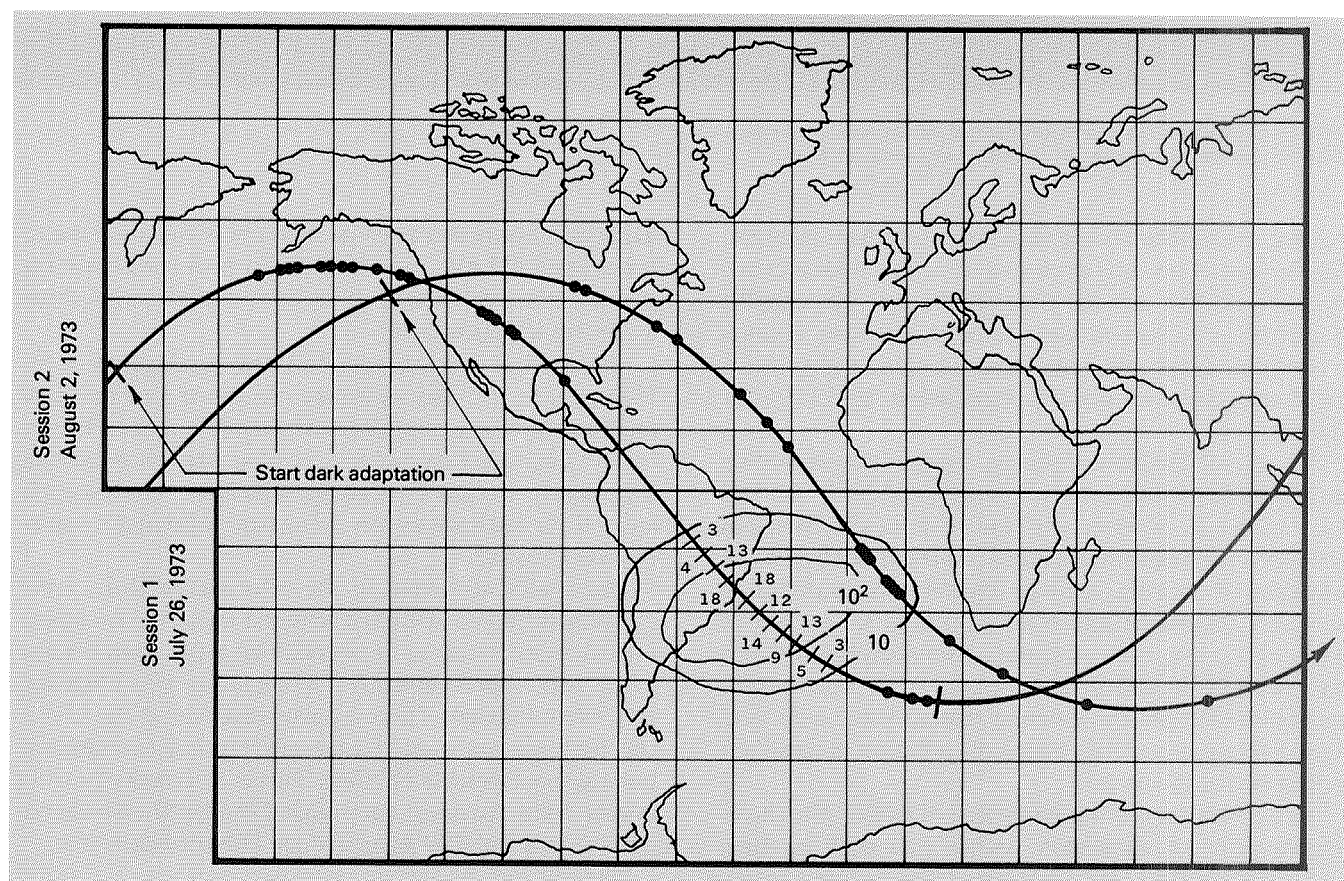 Session 2
August 2, 1973
Start dark adaptation
Session 1
July 26, 1973
3
13
4
18
18
12
10²
13
14
3
10
9
5